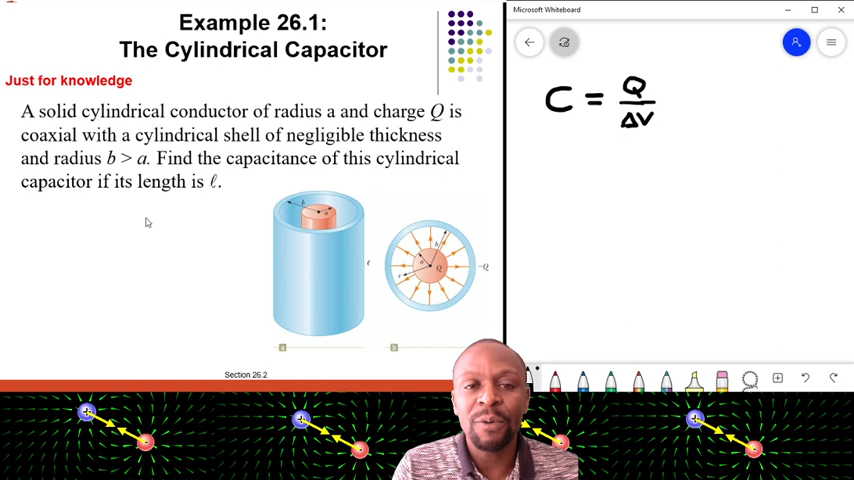 Example 26.1:
The Cylindrical Capacitor
Just for knowledge
A solid cylindrical conductor of radius a and charge Q is
coaxial with a cylindrical shell of negligible thickness
and radius b > a. Find the capacitance of this cylindrical
capacitor if its length is ℓ.
b
a
ℓ
b
a
Q
r
-Q
a
b
Section 26.2
Microsoft Whiteboard
C = Q
ΔV